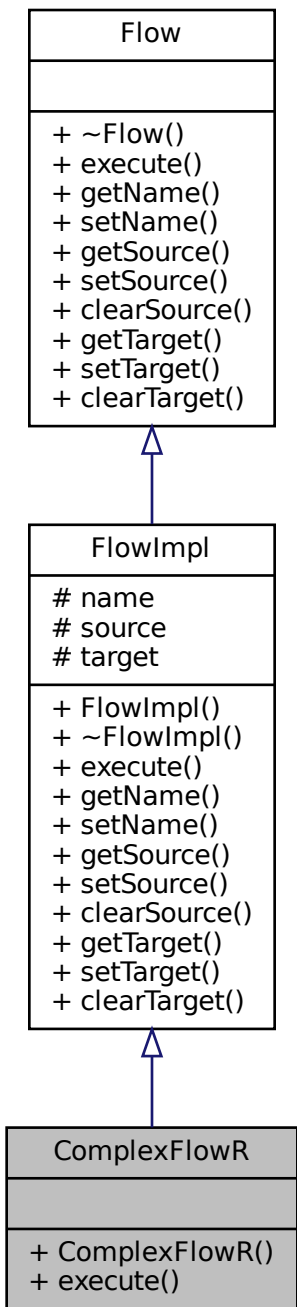 Flow
+ ~Flow()
+ execute()
+ getName()
+ setName()
+ getSource()
+ setSource()
+ clearSource()
+ getTarget()
+ setTarget()
+ clearTarget()
FlowImpl
# name
# source
# target
+ FlowImpl()
+ ~FlowImpl()
+ execute()
+ getName()
+ setName()
+ getSource()
+ setSource()
+ clearSource()
+ getTarget()
+ setTarget()
+ clearTarget()
ComplexFlowR
+ ComplexFlowR()
+ execute()